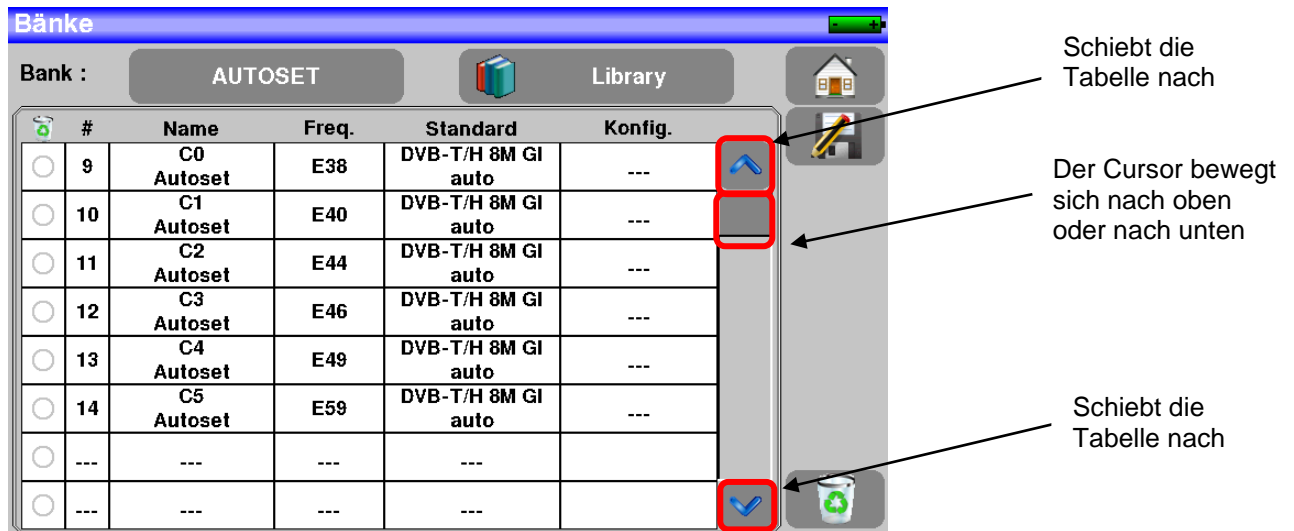 Bänke
- +
Bank : AUTOSET Library
# Name Freq. Standard Konfig.
9 C0 Autoset E38 DVB-T/H 8M GI auto ---
10 C1 Autoset E40 DVB-T/H 8M GI auto ---
11 C2 Autoset E44 DVB-T/H 8M GI auto ---
12 C3 Autoset E46 DVB-T/H 8M GI auto ---
13 C4 Autoset E49 DVB-T/H 8M GI auto ---
14 C5 Autoset E59 DVB-T/H 8M GI auto ---
--- --- --- ---
--- --- --- ---
Schiebt die
Tabelle nach
Der Cursor bewegt
sich nach oben
oder nach unten
Schiebt die
Tabelle nach